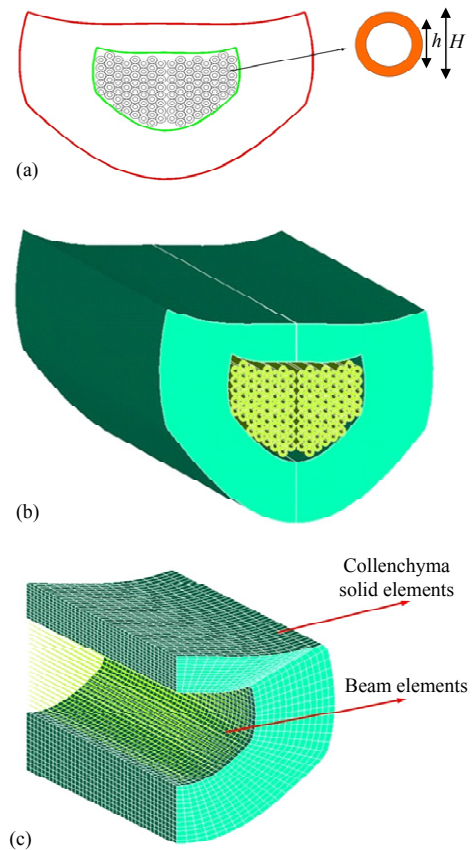 h H
(a)
(b)
Collenchyma
solid elements
Beam elements
(c)